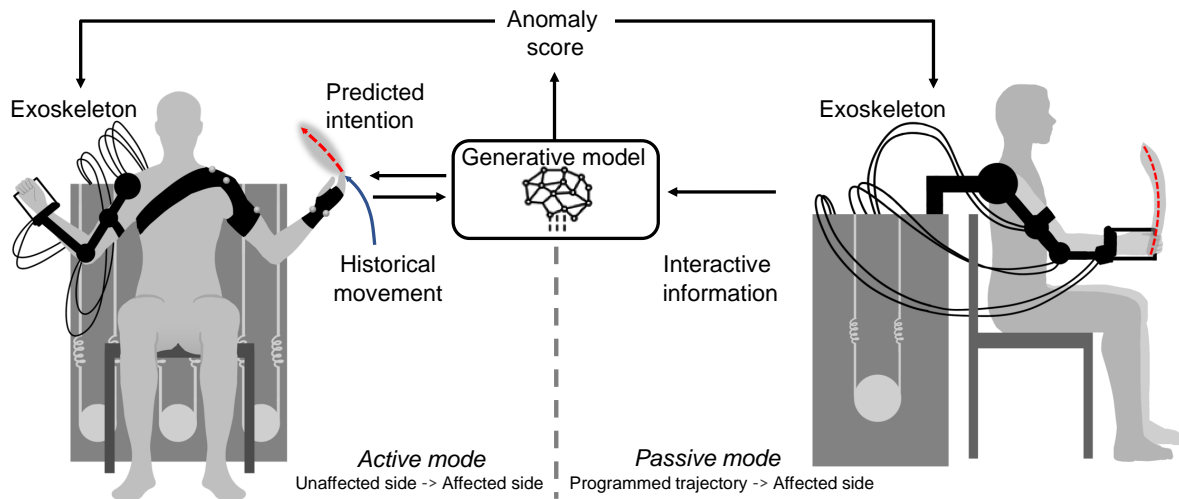 Anomaly
score
Exoskeleton
Predicted
intention
Exoskeleton
Generative model
Historical
movement
Interactive
information
Active mode
Unaffected side -> Affected side
Passive mode
Programmed trajectory -> Affected side